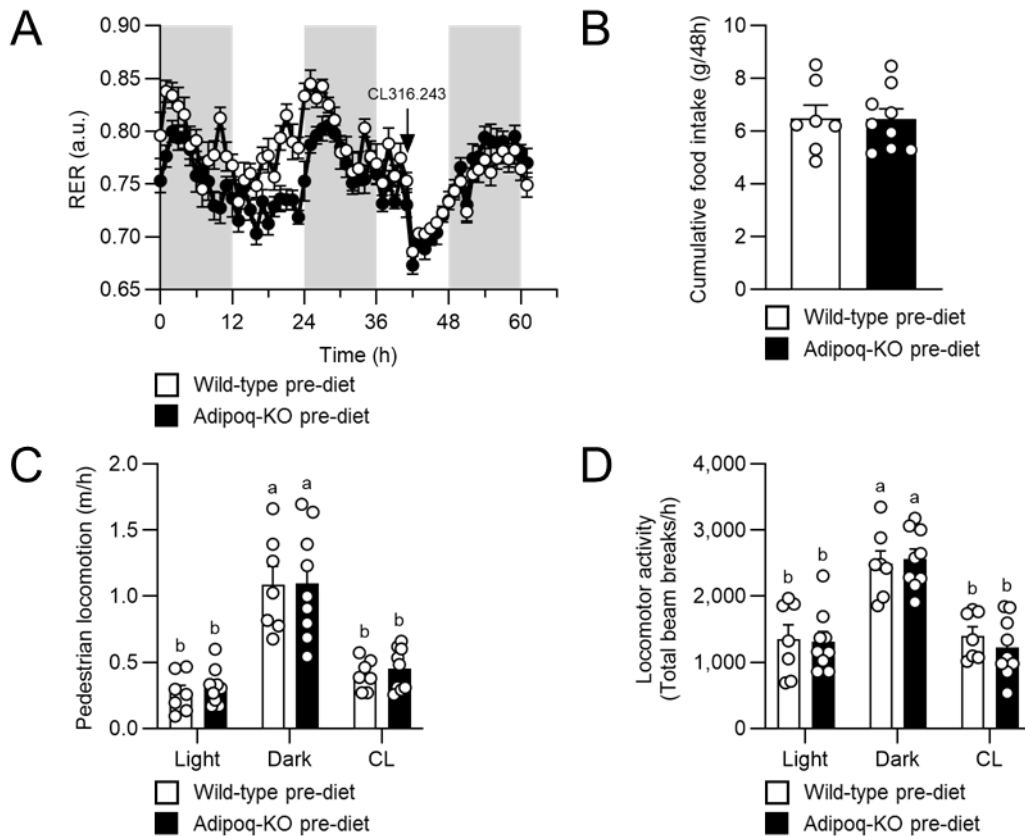 A
RER (a.u.)
0.90
0.85
0.80
0.75
0.70
0.65
CL316.243
0
12
24
36
48
60
Time (h)
Wild-type pre-diet
Adipoq-KO pre-diet
B
Cumulative food intake (g/48h)
10
8
6
4
2
0
Wild-type pre-diet
Adipoq-KO pre-diet
C
Pedestrian locomotion (m/h)
2.0
1.5
1.0
0.5
0.0
b
b
a
a
b
b
Light
Dark
CL
Wild-type pre-diet
Adipoq-KO pre-diet
D
Locomotor activity
(Total beam breaks/h)
4,000
3,000
2,000
1,000
0
b
b
a
a
b
b
Light
Dark
CL
Wild-type pre-diet
Adipoq-KO pre-diet